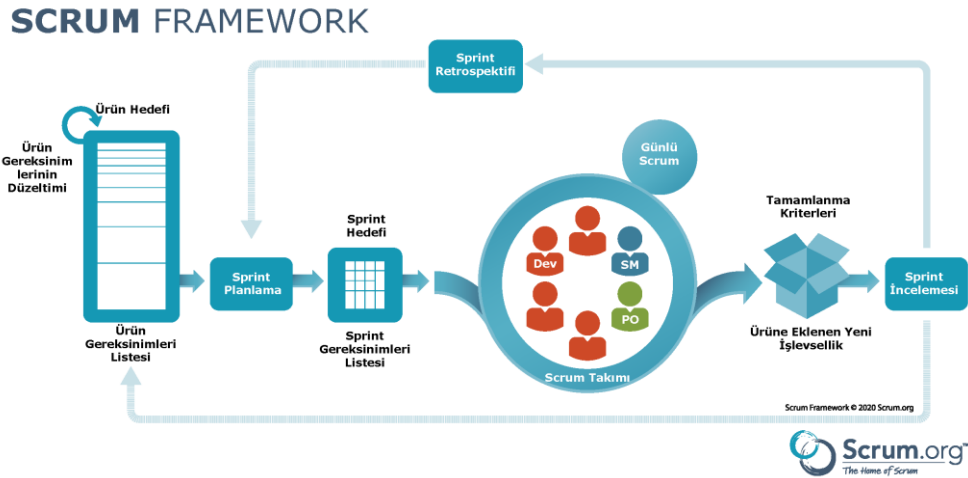 SCRUM FRAMEWORK
Sprint
Retrospektifi
Ürün Hedefi
Ürün
Gereksinim
lerinin
Düzeltimi
Günlü
Scrum
Sprint
Hedefi
Tamamlanma
Kriterleri
Dev
SM
PO
Sprint
Planlama
Sprint
İncelemesi
Ürün
Gereksinimleri
Listesi
Sprint
Gereksinimleri
Listesi
Ürüne Eklenen Yeni
İşlevsellik
Scrum Takımı
Scrum Framework © 2020 Scrum.org
Scrum.org™
The Home of Scrum